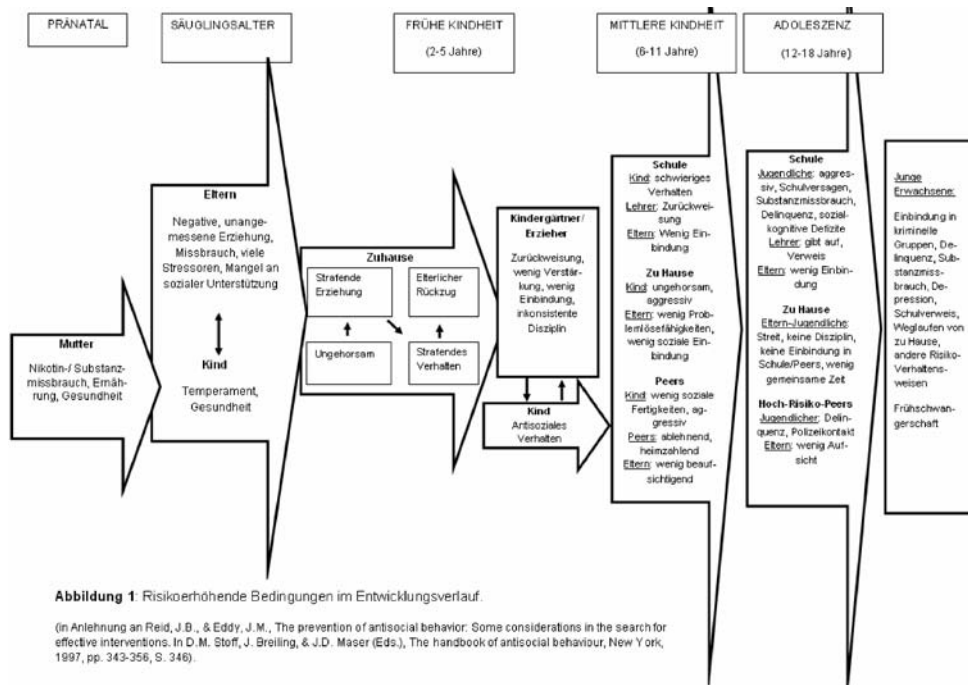 PRÄNATAL
SÄUGLINGSALTER
FRÜHE KINDHEIT
(2-5 Jahre)
MITTLERE KINDHEIT
(6-11 Jahre)
ADOLESZENZ
(12-18 Jahre)
Mutter
Nikotin-/ Substanz-
missbrauch, Ernäh-
rung, Gesundheit
Eltern
Negative, unange-
messene Erziehung,
Missbrauch, viele
Stressoren, Mangel an
sozialer Unterstützung
Kind
Temperament,
Gesundheit
Zuhause
Strafende
Erziehung
Elterlicher
Rückzug
Ungehorsam
Strafendes
Verhalten
Kindergärtner/
Erzieher
Zurückweisung,
wenig Verstär-
kung, wenig
Einbindung,
inkonsistente
Disziplin
Kind
Antisoziales
Verhalten
Schule
Kind: schwieriges
Verhalten
Lehrer: Zurückwei-
sung
Eltern: Wenig Ein-
bindung
Zu Hause
Kind: ungehorsam,
aggressiv
Eltern: wenig Prob-
lemlösefähigkeiten,
wenig soziale Ein-
bindung
Peers
Kind: wenig soziale
Fertigkeiten, ag-
gressiv
Peers: ablehnend,
heimzahlend
Eltern: wenig beauf-
sichtigend
Schule
Jugendliche: aggres-
siv, Schulversagen,
Substanzmissbrauch,
Delinquenz, sozial-
kognitive Defizite
Lehrer: gibt auf,
Verweis
Eltern: wenig Einbin-
dung
Zu Hause
Eltern-Jugendliche:
Streit, keine Disziplin,
keine Einbindung in
Schule/Peers, wenig
gemeinsame Zeit
Hoch-Risiko-Peers
Jugendlicher: Delin-
quenz, Polizeikontakt
Eltern: wenig Auf-
sicht
Junge
Erwachsene:
Einbindung in
kriminelle
Gruppen, De-
linquenz, Sub-
stanzmiss-
brauch, De-
pression,
Schulverweis,
Weglaufen von
zu Hause,
andere Risiko-
Verhaltens-
weisen
Frühschwan-
gerschaft
Abbildung 1: Risikoerhöhende Bedingungen im Entwicklungsverlauf.
(in Anlehnung an Reid, J.B., & Eddy, J.M., The prevention of antisocial behavior: Some considerations in the search for
effective interventions. In D.M. Stoff, J. Breiling, & J.D. Maser (Eds.), The handbook of antisocial behaviour, New York,
1997, pp. 343-356, S. 346).